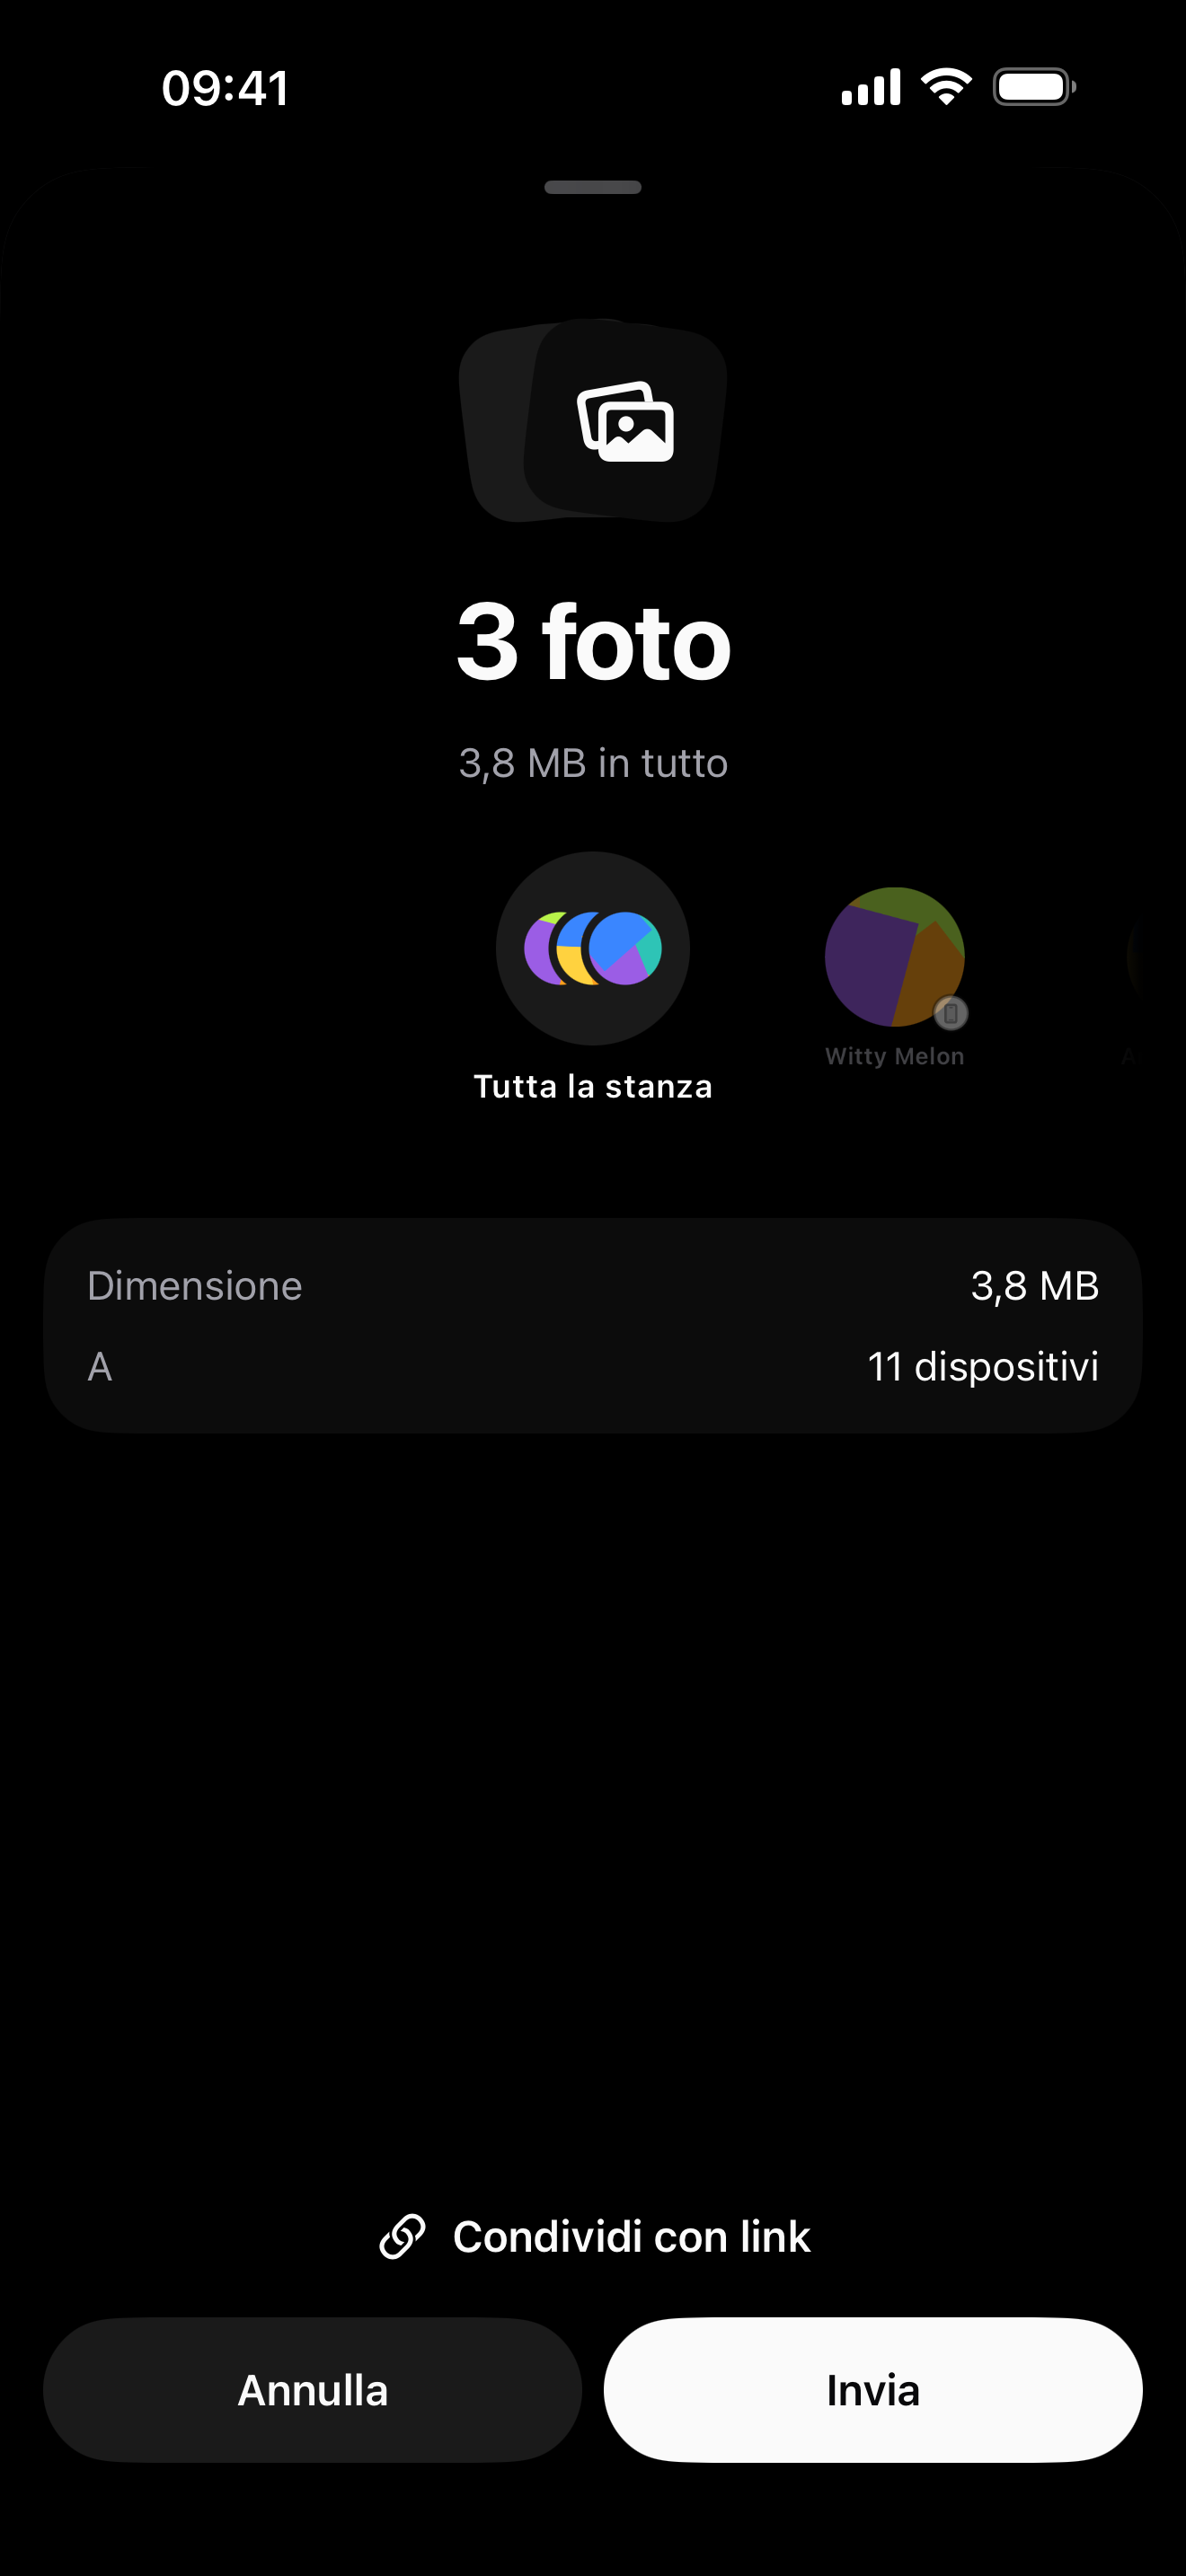 09:41
3 foto
3,8 MB in tutto
Tutta la stanza
Witty Melon
Dimensione
3,8 MB
A
11 dispositivi
Condividi con link
Annulla
Invia